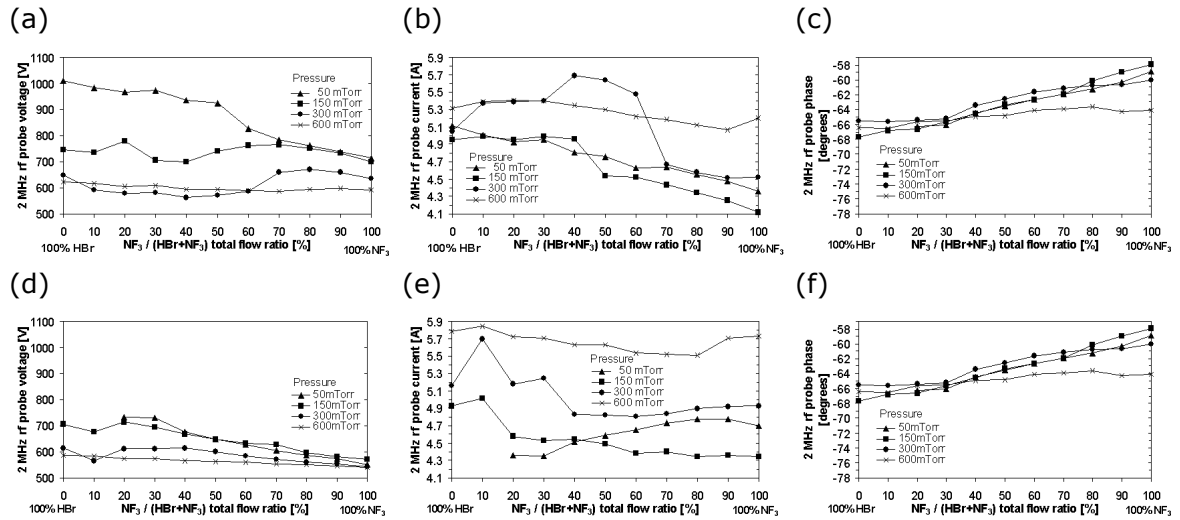 (a)
2 MHz rf probe voltage [V]
1100
1000
900
800
700
600
500
Pressure
50 mTorr
150 mTorr
300 mTorr
600 mTorr
0 10 20 30 40 50 60 70 80 90 100
NF3 / (HBr+NF3) total flow ratio [%]
100% HBr
100% NF3
(b)
2 MHz rf probe current [A]
5.9
5.7
5.5
5.3
5.1
4.9
4.7
4.5
4.3
4.1
Pressure
50 mTorr
150 mTorr
300 mTorr
600 mTorr
0 10 20 30 40 50 60 70 80 90 100
NF3 / (HBr+NF3) total flow ratio [%]
100% HBr
100% NF3
(c)
2 MHz rf probe phase
[degrees]
-58
-60
-62
-64
-66
-68
-70
-72
-74
-76
-78
Pressure
50mTorr
150mTorr
300mTorr
600mTorr
0 10 20 30 40 50 60 70 80 90 100
NF3 / (HBr+NF3) total flow ratio [%]
100% HBr
100% NF3
(d)
2 MHz rf probe voltage [V]
1100
1000
900
800
700
600
500
Pressure
50mTorr
150mTorr
300mTorr
600mTorr
0 10 20 30 40 50 60 70 80 90 100
NF3 / (HBr+NF3) total flow ratio [%]
100% HBr
100% NF3
(e)
2 MHz rf probe current [A]
5.9
5.7
5.5
5.3
5.1
4.9
4.7
4.5
4.3
4.1
Pressure
50 mTorr
150 mTorr
300 mTorr
600 mTorr
0 10 20 30 40 50 60 70 80 90 100
NF3 / (HBr+NF3) total flow ratio [%]
100% HBr
100% NF3
(f)
2 MHz rf probe phase
[degrees]
-58
-60
-62
-64
-66
-68
-70
-72
-74
-76
-78
Pressure
50mTorr
150mTorr
300mTorr
600mTorr
0 10 20 30 40 50 60 70 80 90 100
NF3 / (HBr+NF3) total flow ratio [%]
100% HBr
100% NF3